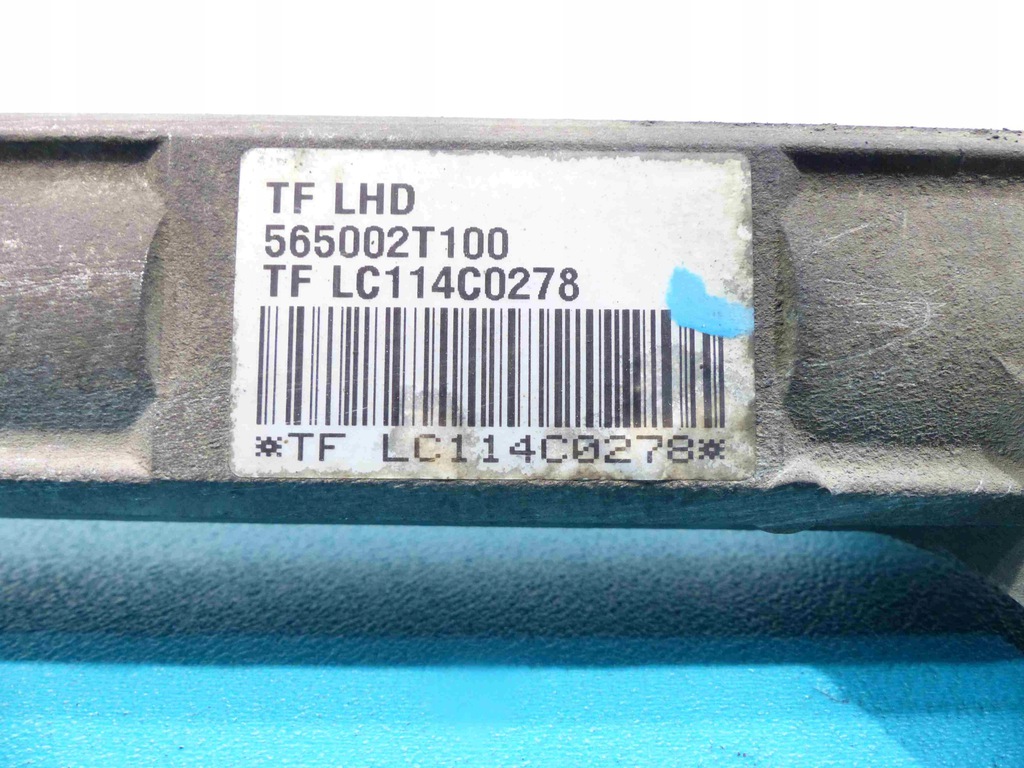 TF LHD
565002T100
TF LC114C0278
*TF LC114C0278*